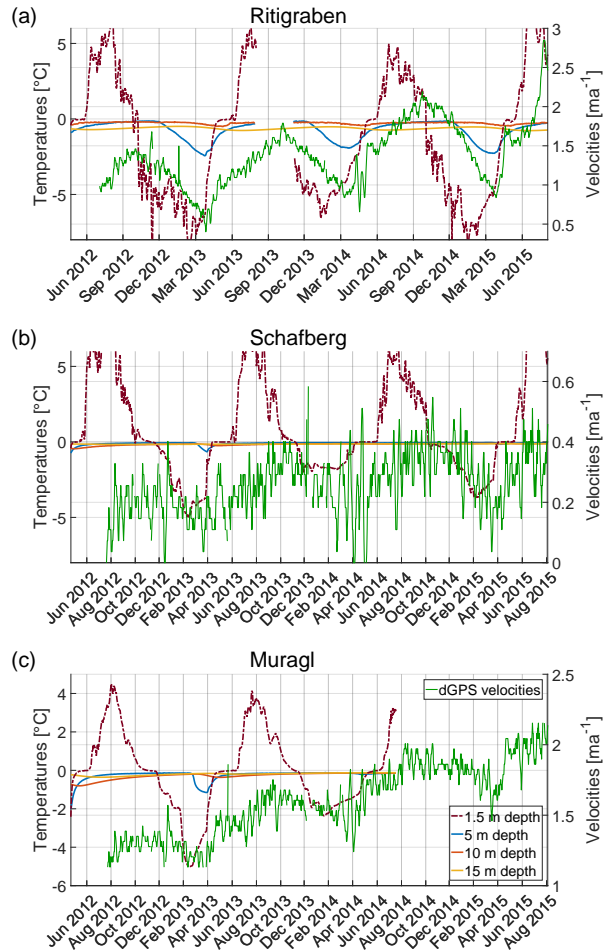 (a)
Ritigraben
Temperatures [°C]
5
0
-5
Velocities [ma⁻¹]
3
2.5
2
1.5
1
0.5
Jun 2012
Sep 2012
Dec 2012
Mar 2013
Jun 2013
Sep 2013
Dec 2013
Mar 2014
Jun 2014
Sep 2014
Dec 2014
Mar 2015
Jun 2015
(b)
Schafberg
Temperatures [°C]
5
0
-5
Velocities [ma⁻¹]
0.6
0.4
0.2
0
Jun 2012
Aug 2012
Oct 2012
Dec 2012
Feb 2013
Apr 2013
Jun 2013
Aug 2013
Oct 2013
Dec 2013
Feb 2014
Apr 2014
Jun 2014
Aug 2014
Oct 2014
Dec 2014
Feb 2015
Apr 2015
Jun 2015
Aug 2015
(c)
Muragl
Temperatures [°C]
4
2
0
-2
-4
-6
Velocities [ma⁻¹]
2.5
2
1.5
1
dGPS velocities
1.5 m depth
5 m depth
10 m depth
15 m depth
Jun 2012
Aug 2012
Oct 2012
Dec 2012
Feb 2013
Apr 2013
Jun 2013
Aug 2013
Oct 2013
Dec 2013
Feb 2014
Apr 2014
Jun 2014
Aug 2014
Oct 2014
Dec 2014
Feb 2015
Apr 2015
Jun 2015
Aug 2015